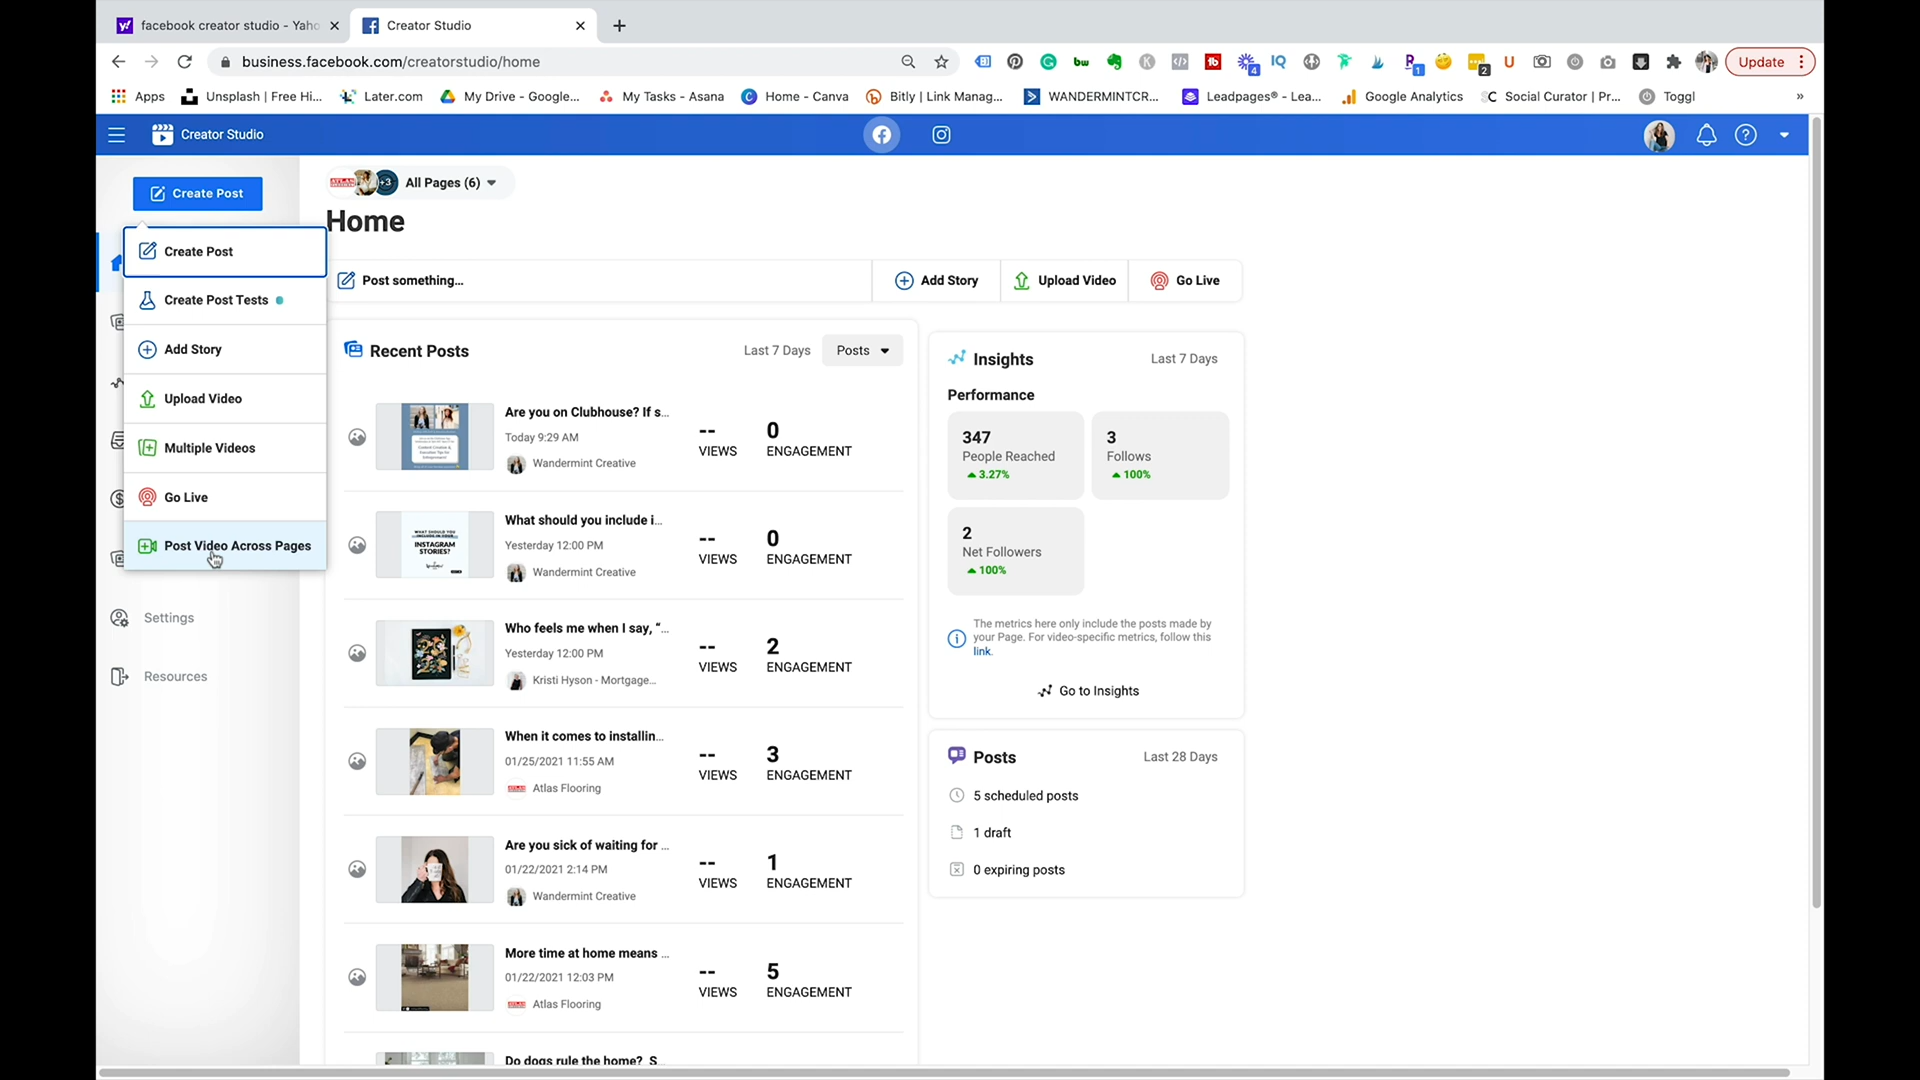 facebook creator studio - Yaho
Creator Studio
business.facebook.com/creatorstudio/home
Update
Apps
Unsplash | Free Hi...
Later.com
My Drive - Google...
My Tasks - Asana
Home - Canva
Bitly | Link Manag...
WANDERMINTCR...
Leadpages® - Lea...
Google Analytics
Social Curator | Pr...
Toggl
»
Creator Studio
Create Post
+3 All Pages (6)
Home
Create Post
Create Post Tests
Add Story
Upload Video
Multiple Videos
Go Live
Post Video Across Pages
Settings
Resources
Post something...
Add Story
Upload Video
Go Live
Recent Posts
Last 7 Days
Posts
Are you on Clubhouse? If s...
Today 9:29 AM
Wandermint Creative
--
VIEWS
0
ENGAGEMENT
WHAT SHOULD YOU
INCLUDE IN YOUR
INSTAGRAM
STORIES?
What should you include i...
Yesterday 12:00 PM
Wandermint Creative
--
VIEWS
0
ENGAGEMENT
Who feels me when I say, “...
Yesterday 12:00 PM
Kristi Hyson - Mortgage...
--
VIEWS
2
ENGAGEMENT
When it comes to installin...
01/25/2021 11:55 AM
Atlas Flooring
--
VIEWS
3
ENGAGEMENT
Are you sick of waiting for ...
01/22/2021 2:14 PM
Wandermint Creative
--
VIEWS
1
ENGAGEMENT
More time at home means ...
01/22/2021 12:03 PM
Atlas Flooring
--
VIEWS
5
ENGAGEMENT
Do dogs rule the home? S...
Insights
Last 7 Days
Performance
347
People Reached
3.27%
3
Follows
100%
2
Net Followers
100%
The metrics here only include the posts made by
your Page. For video-specific metrics, follow this
link.
Go to Insights
Posts
Last 28 Days
5 scheduled posts
1 draft
0 expiring posts